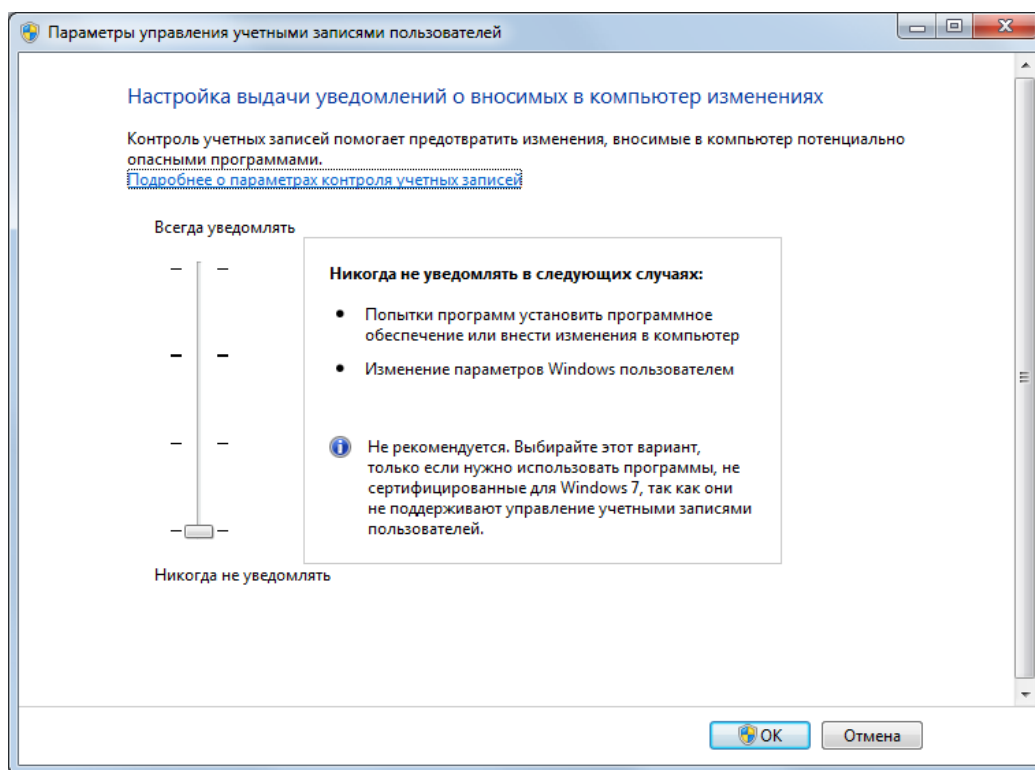 Параметры управления учетными записями пользователей
Настройка выдачи уведомлений о вносимых в компьютер изменениях
Контроль учетных записей помогает предотвратить изменения, вносимые в компьютер потенциально
опасными программами.
Подробнее о параметрах контроля учетных записей
Всегда уведомлять
Никогда не уведомлять в следующих случаях:
Попытки программ установить программное
обеспечение или внести изменения в компьютер
Изменение параметров Windows пользователем
Не рекомендуется. Выбирайте этот вариант,
только если нужно использовать программы, не
сертифицированные для Windows 7, так как они
не поддерживают управление учетными записями
пользователей.
Никогда не уведомлять
OK
Отмена